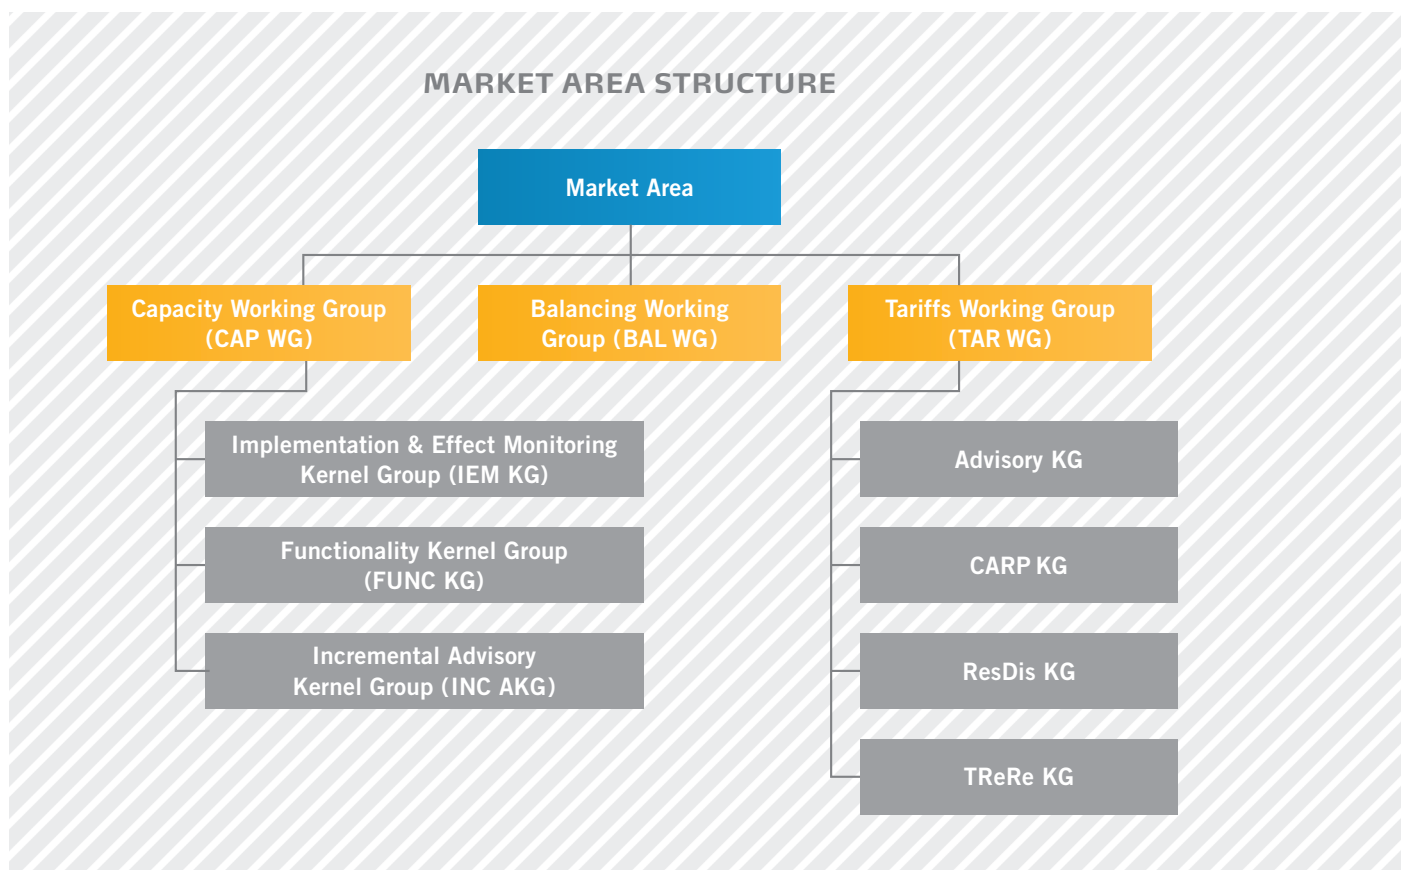 MARKET AREA STRUCTURE
Market Area
Capacity Working Group
(CAP WG)
Balancing Working
Group (BAL WG)
Tariffs Working Group
(TAR WG)
Implementation & Effect Monitoring
Kernel Group (IEM KG)
Functionality Kernel Group
(FUNC KG)
Incremental Advisory
Kernel Group (INC AKG)
Advisory KG
CARP KG
ResDis KG
TReRe KG